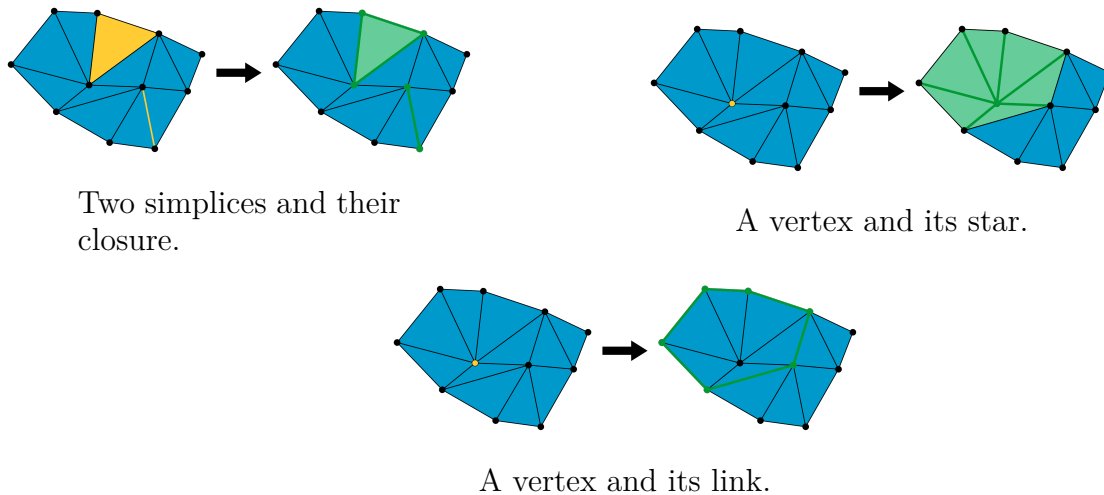 Two simplices and their
closure.
A vertex and its star.
A vertex and its link.